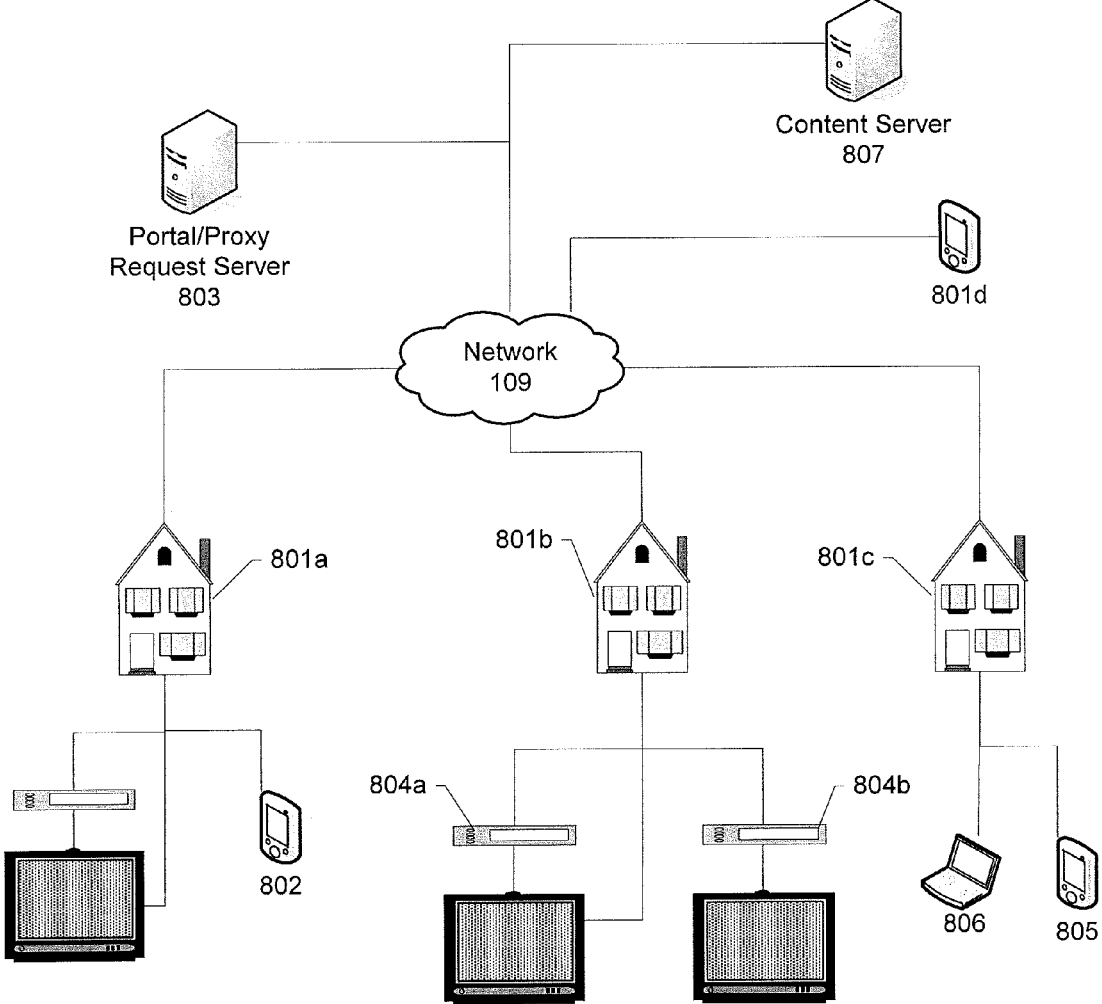 Content Server
807
Portal/Proxy
Request Server
803
801d
Network
109
801a
801b
801c
804a
804b
802
806
805